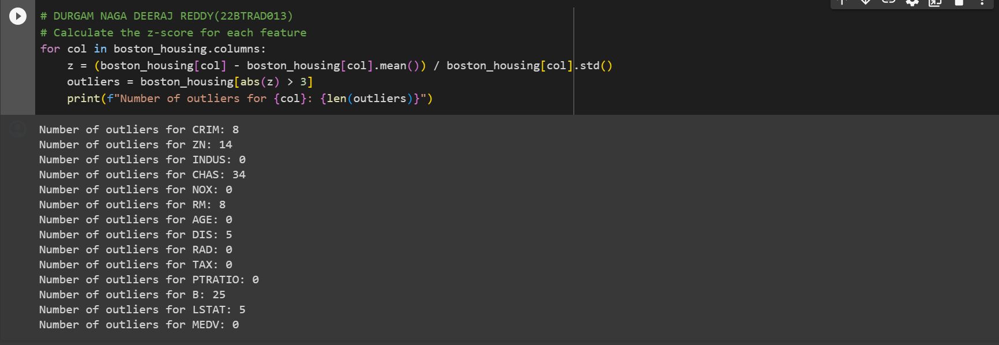 # DURGAM NAGA DEERAJ REDDY(22BTRAD013)
# Calculate the z-score for each feature
for col in boston_housing.columns:
    z = (boston_housing[col] - boston_housing[col].mean()) / boston_housing[col].std()
    outliers = boston_housing[abs(z) > 3]
    print(f"Number of outliers for {col}: {len(outliers)}")
Number of outliers for CRIM: 8
Number of outliers for ZN: 14
Number of outliers for INDUS: 0
Number of outliers for CHAS: 34
Number of outliers for NOX: 0
Number of outliers for RM: 8
Number of outliers for AGE: 0
Number of outliers for DIS: 5
Number of outliers for RAD: 0
Number of outliers for TAX: 0
Number of outliers for PTRATIO: 0
Number of outliers for B: 25
Number of outliers for LSTAT: 5
Number of outliers for MEDV: 0